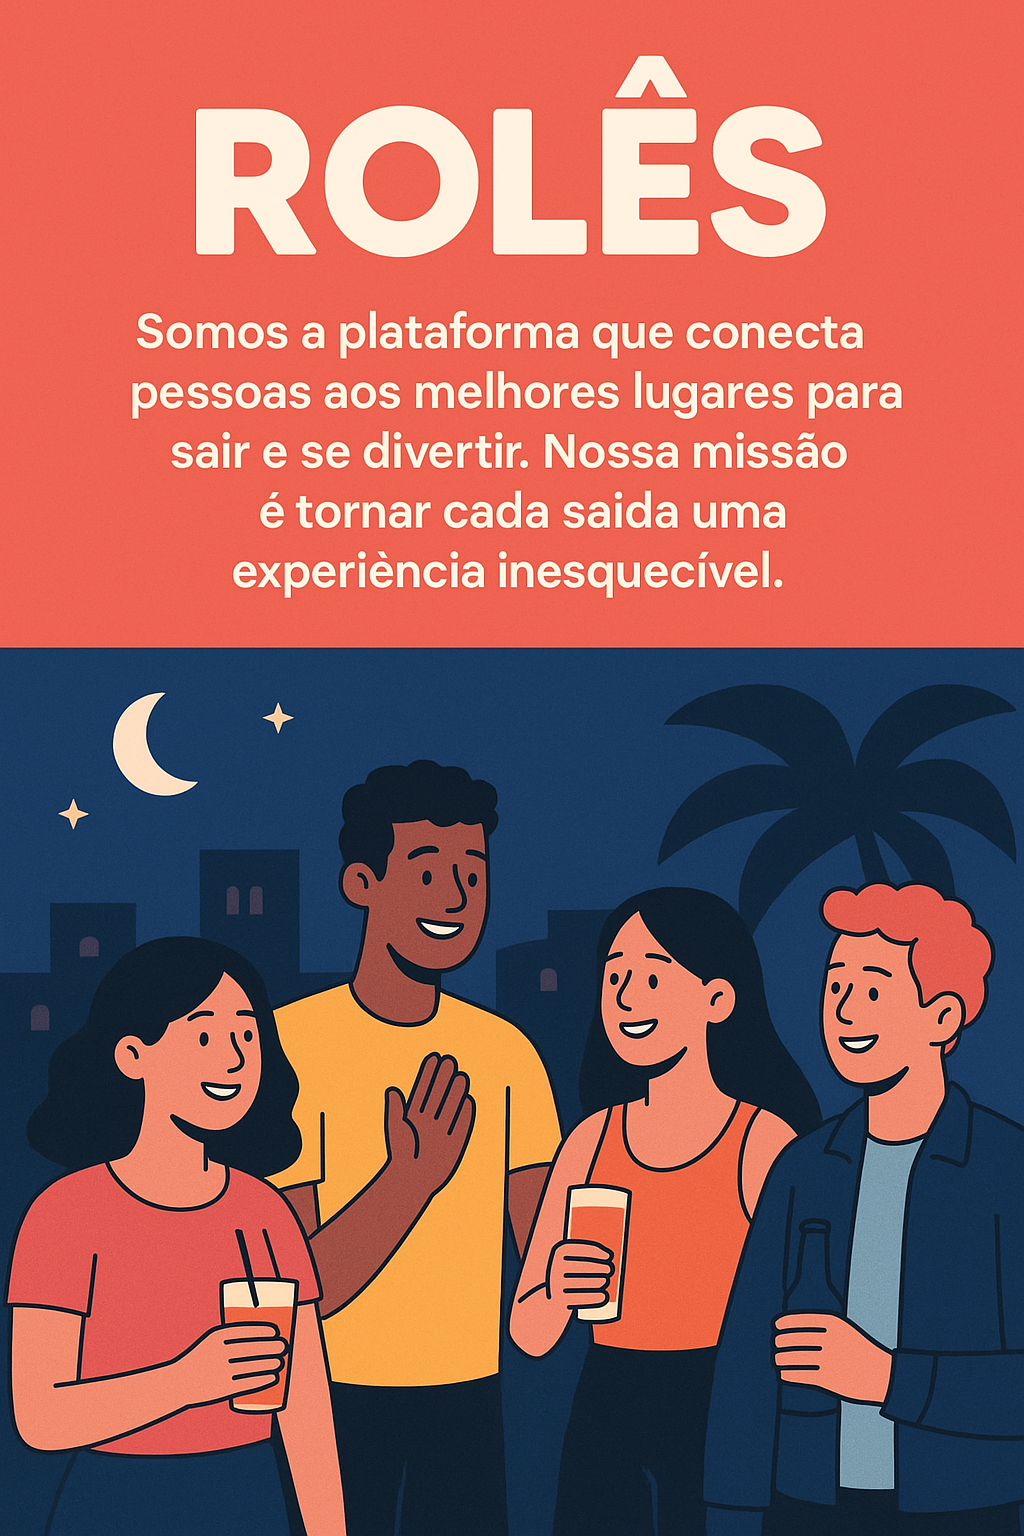 ROLÊS
Somos a plataforma que conecta
pessoas aos melhores lugares para
sair e se divertir. Nossa missão
é tornar cada saida uma
experiència inesquecível.